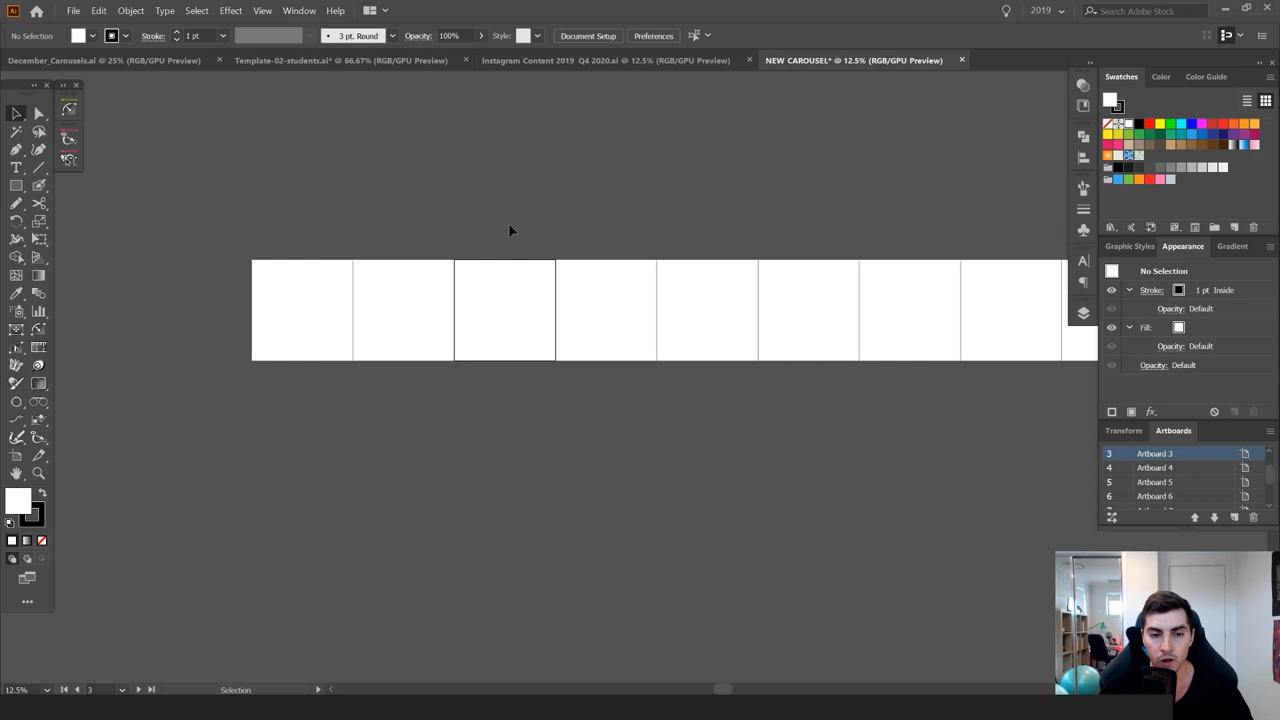 Ai File Edit Object Type Select Effect View Window Help 2019 Search Adobe Stock
No Selection Stroke: 1 pt 3 pt. Round Opacity: 100% Style: Document Setup Preferences
December_Carousels.ai @ 25% (RGB/GPU Preview) × Template-02-students.ai* @ 66.67% (RGB/GPU Preview) × Instagram Content 2019 Q4 2020.ai @ 12.5% (RGB/GPU Preview) × NEW CAROUSEL* @ 12.5% (RGB/GPU Preview) ×
Swatches Color Color Guide
Graphic Styles Appearance Gradient
No Selection
Stroke: 1 pt Inside
Opacity: Default
Fill:
Opacity: Default
Opacity: Default
fx
Transform Artboards
3 Artboard 3
4 Artboard 4
5 Artboard 5
6 Artboard 6
12.5% 3 Selection